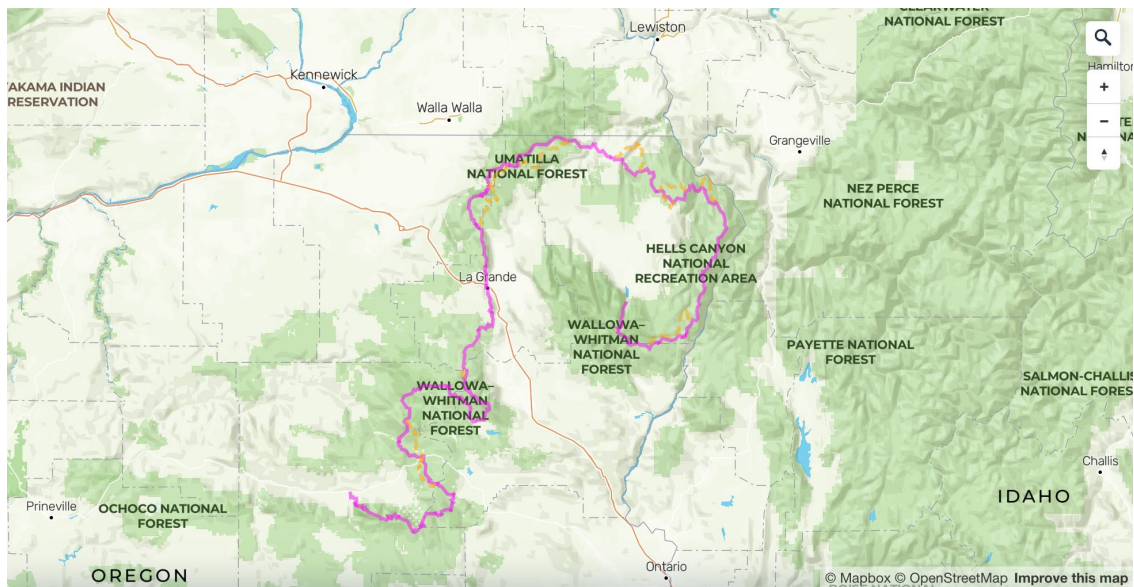 CLEARWATER
NATIONAL FOREST
Lewiston
Hamilton
Kennewick
YAKAMA INDIAN
RESERVATION
Walla Walla
Grangeville
UMATILLA
NATIONAL FOREST
NEZ PERCE
NATIONAL FOREST
HELLS CANYON
NATIONAL
RECREATION AREA
La Grande
WALLOWA–
WHITMAN
NATIONAL
FOREST
PAYETTE NATIONAL
FOREST
SALMON-CHALLIS
NATIONAL FOREST
WALLOWA–
WHITMAN
NATIONAL
FOREST
Challis
IDAHO
Prineville
OCHOCO NATIONAL
FOREST
Ontario
OREGON
© Mapbox © OpenStreetMap Improve this map